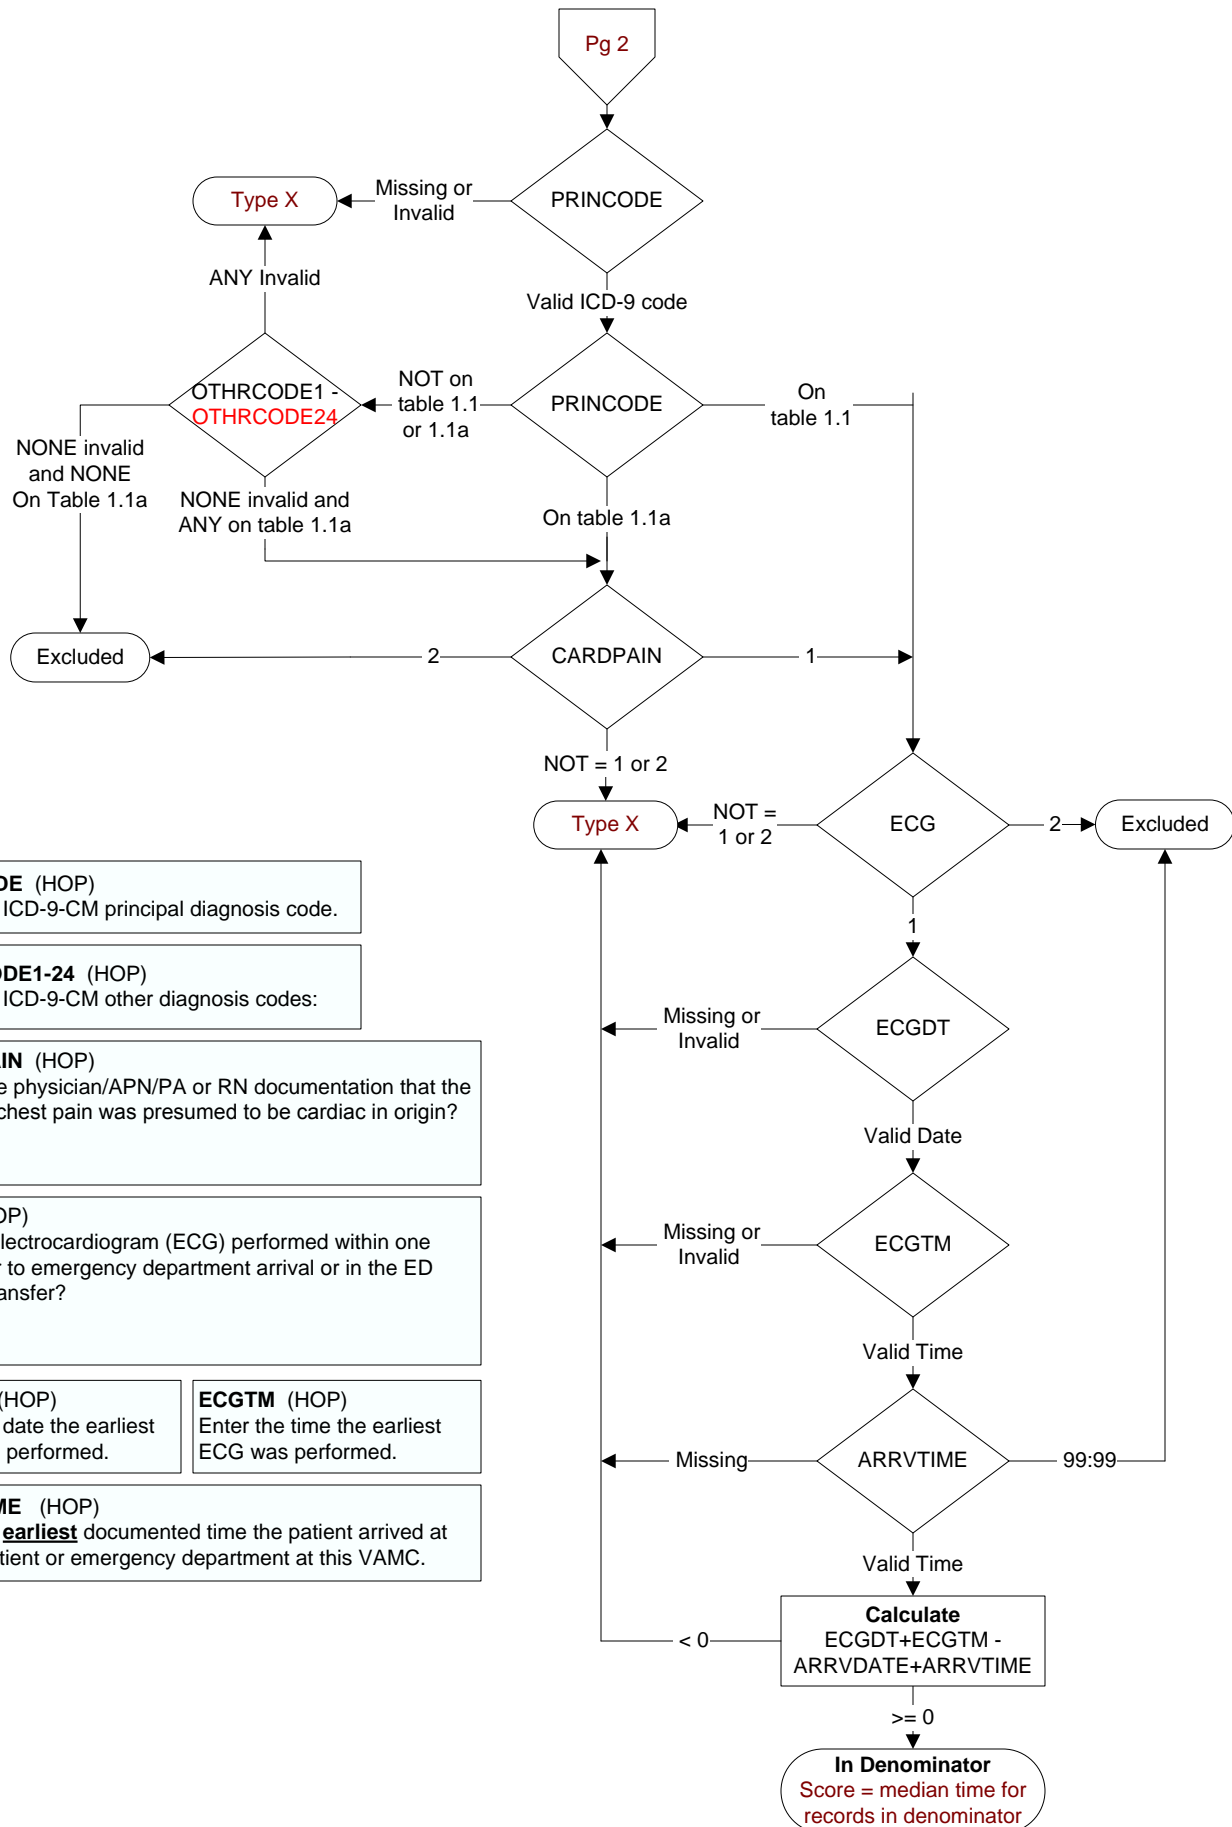 Pg 2
PRINCODE
Missing or
Invalid
Type X
ANY Invalid
Valid ICD-9 code
OTHRCODE1 -
OTHRCODE24
NOT on
table 1.1
or 1.1a
PRINCODE
On
table 1.1
NONE invalid
and NONE
On Table 1.1a
NONE invalid and
ANY on table 1.1a
On table 1.1a
Excluded
2
CARDPAIN
1
NOT = 1 or 2
Type X
NOT =
1 or 2
ECG
2
Excluded
1
DE (HOP)
ICD-9-CM principal diagnosis code.
ODE1-24 (HOP)
ICD-9-CM other diagnosis codes:
Missing or
Invalid
ECGDT
AIN (HOP)
e physician/APN/PA or RN documentation that the
chest pain was presumed to be cardiac in origin?
Valid Date
OP)
lectrocardiogram (ECG) performed within one
r to emergency department arrival or in the ED
ansfer?
Missing or
Invalid
ECGTM
Valid Time
(HOP)
date the earliest
performed.
ECGTM (HOP)
Enter the time the earliest
ECG was performed.
Missing
ARRVTIME
99:99
ME (HOP)
earliest documented time the patient arrived at
tient or emergency department at this VAMC.
Valid Time
Calculate
ECGDT+ECGTM -
ARRVDATE+ARRVTIME
< 0
>= 0
In Denominator
Score = median time for
records in denominator